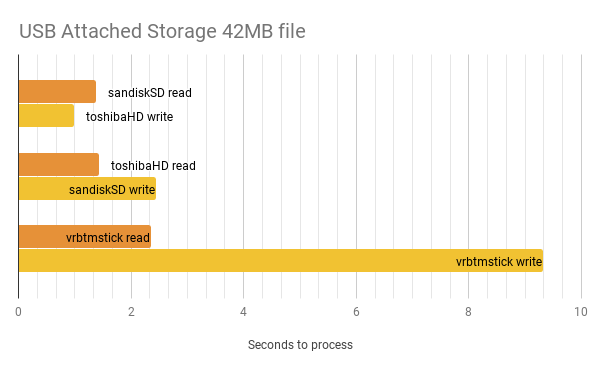 USB Attached Storage 42MB file
sandiskSD read
toshibaHD write
toshibaHD read
sandiskSD write
vrbtmstick read
vrbtmstick write
0 2 4 6 8 10
Seconds to process